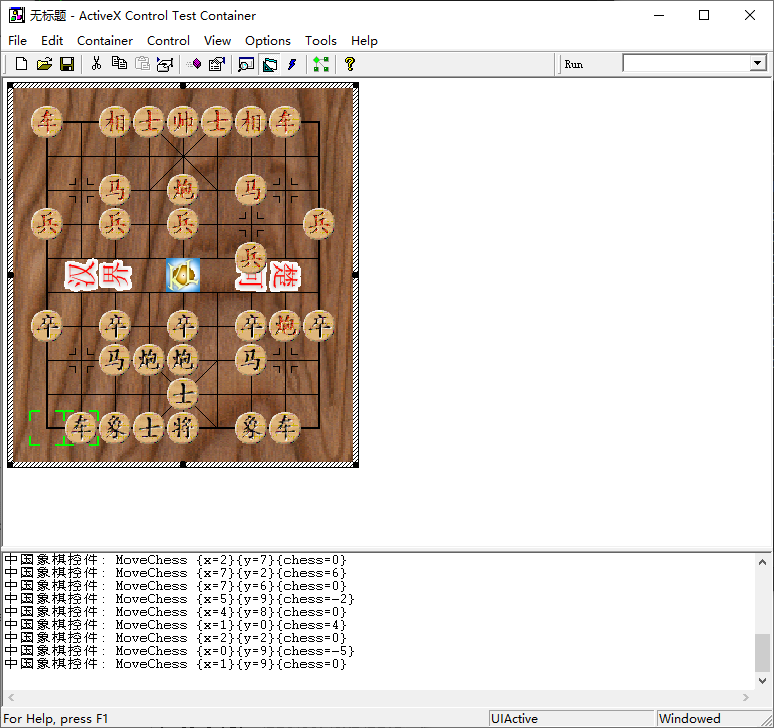 无标题 - ActiveX Control Test Container
File Edit Container Control View Options Tools Help
Run
车 相 士 帅 士 相 车
马 炮 马
兵 兵 兵 兵
兵
汉 界 河 楚
卒 卒 卒 卒 炮 卒
马 炮 炮 马
士
车 象 士 将 象 车
中国象棋控件: MoveChess {x=2}{y=7}{chess=0}
中国象棋控件: MoveChess {x=7}{y=2}{chess=6}
中国象棋控件: MoveChess {x=7}{y=6}{chess=0}
中国象棋控件: MoveChess {x=5}{y=9}{chess=-2}
中国象棋控件: MoveChess {x=4}{y=8}{chess=0}
中国象棋控件: MoveChess {x=1}{y=0}{chess=4}
中国象棋控件: MoveChess {x=2}{y=2}{chess=0}
中国象棋控件: MoveChess {x=0}{y=9}{chess=-5}
中国象棋控件: MoveChess {x=1}{y=9}{chess=0}
For Help, press F1
UIActive
Windowed